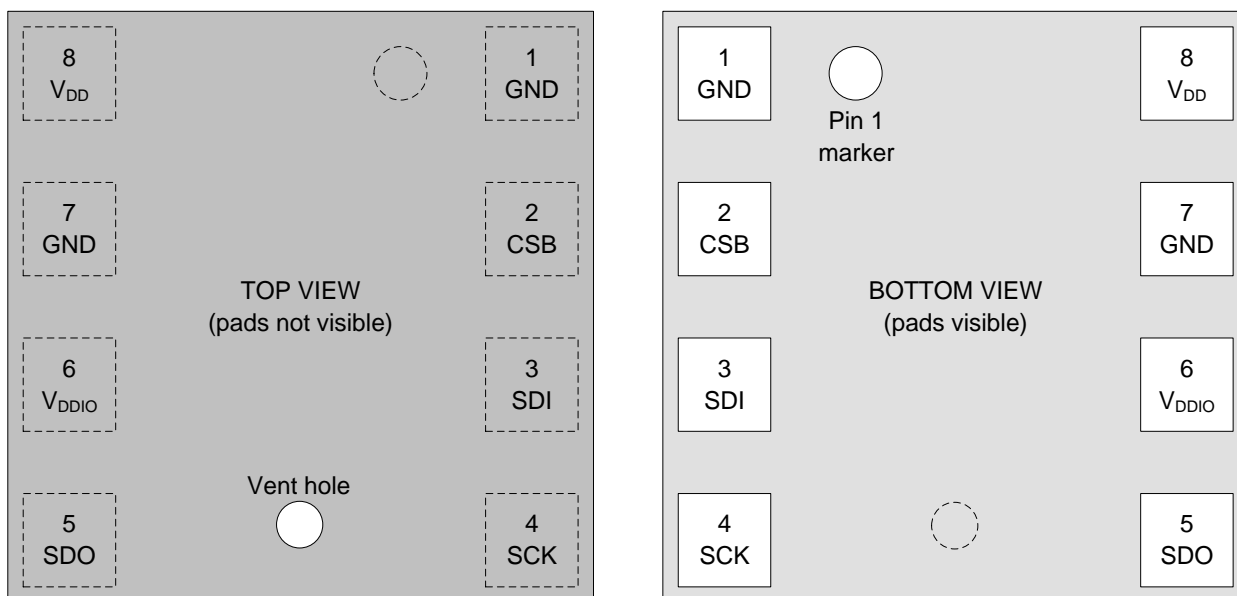 8
VDD
1
GND
7
GND
2
CSB
TOP VIEW
(pads not visible)
6
VDDIO
3
SDI
Vent hole
5
SDO
4
SCK
1
GND
Pin 1
marker
8
VDD
2
CSB
7
GND
BOTTOM VIEW
(pads visible)
3
SDI
6
VDDIO
4
SCK
5
SDO